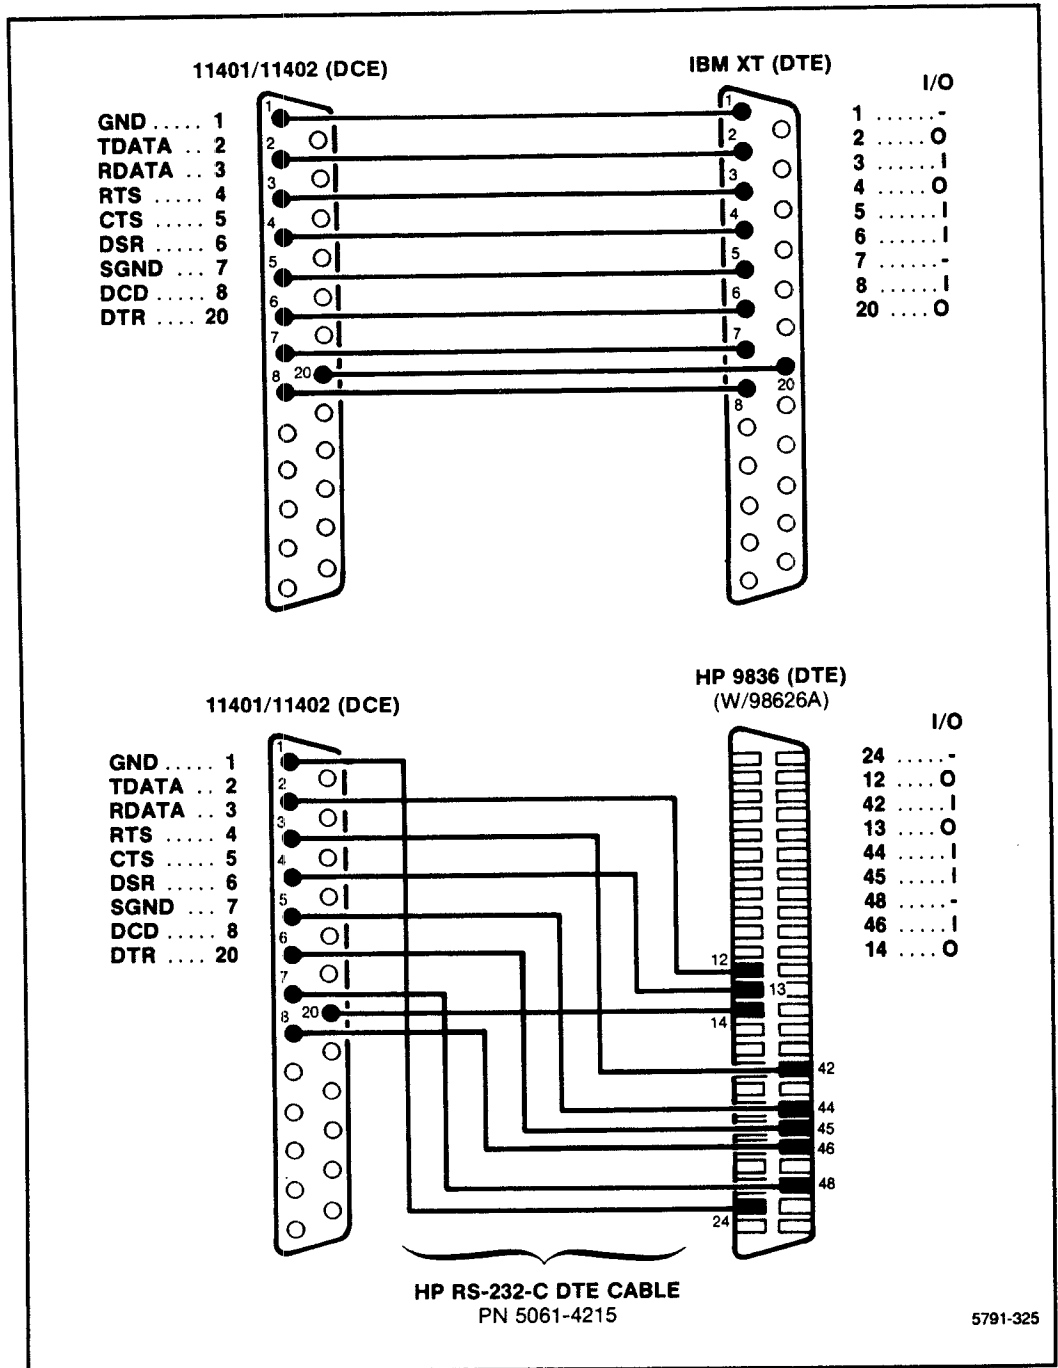 11401/11402 (DCE)
IBM XT (DTE)
I/O
GND ..... 1
TDATA .. 2
RDATA .. 3
RTS ..... 4
CTS ..... 5
DSR ..... 6
SGND ... 7
DCD ..... 8
DTR .... 20
1
2
3
4
5
6
7
20
8
1
2
3
4
5
6
7
20
8
1 ......-
2 ..... O
3 ......I
4 ..... O
5 ......I
6 ......I
7 ......-
8 ......I
20 .... O
11401/11402 (DCE)
HP 9836 (DTE)
(W/98626A)
I/O
GND ..... 1
TDATA .. 2
RDATA .. 3
RTS ..... 4
CTS ..... 5
DSR ..... 6
SGND ... 7
DCD ..... 8
DTR .... 20
1
2
3
4
5
6
7
20
8
12
13
14
42
44
45
46
48
24
24 .....-
12 .... O
42 .....I
13 .... O
44 .....I
45 .....I
48 .....-
46 .....I
14 .... O
HP RS-232-C DTE CABLE
PN 5061-4215
5791-325